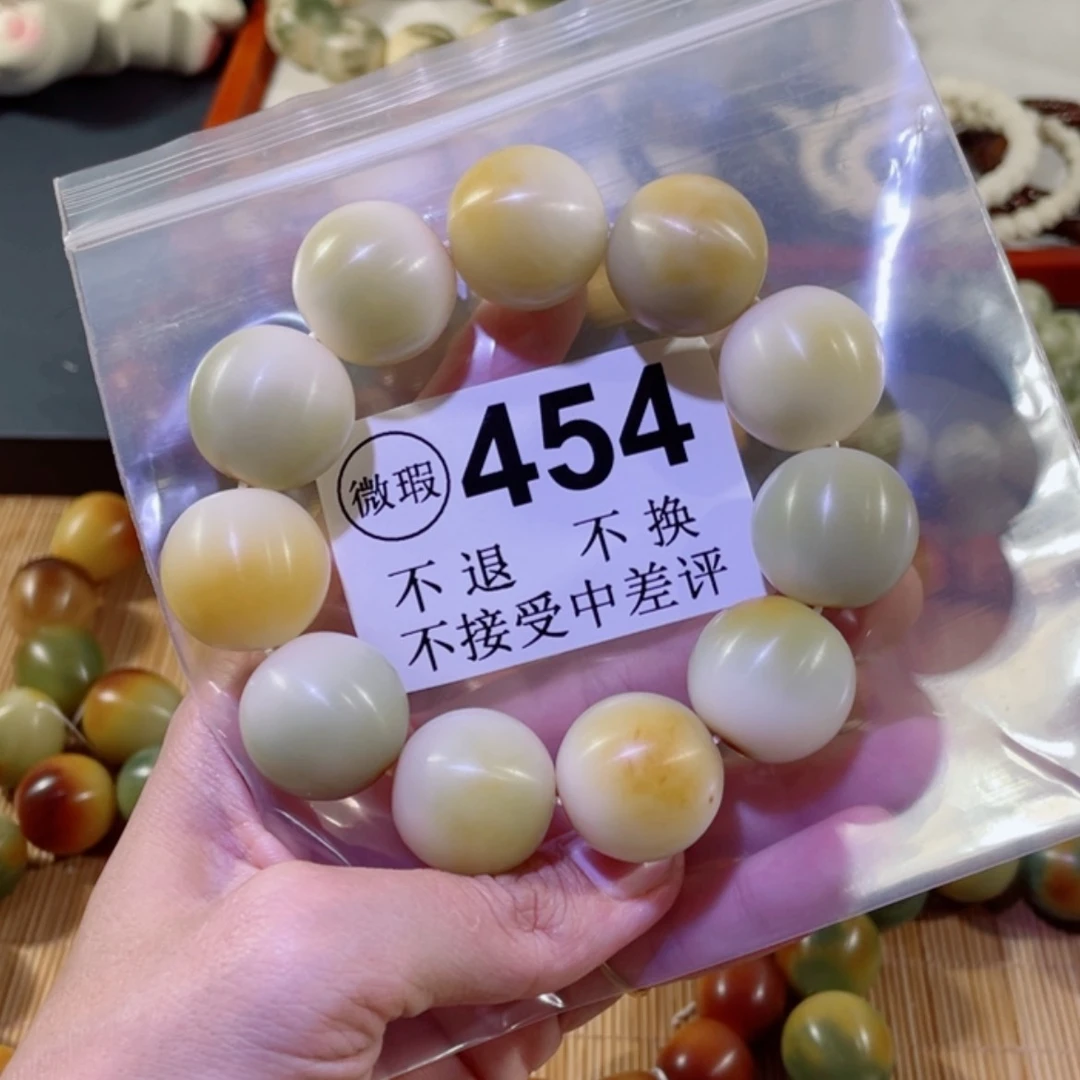 微瑕 454
不退 不换
不接受中差评